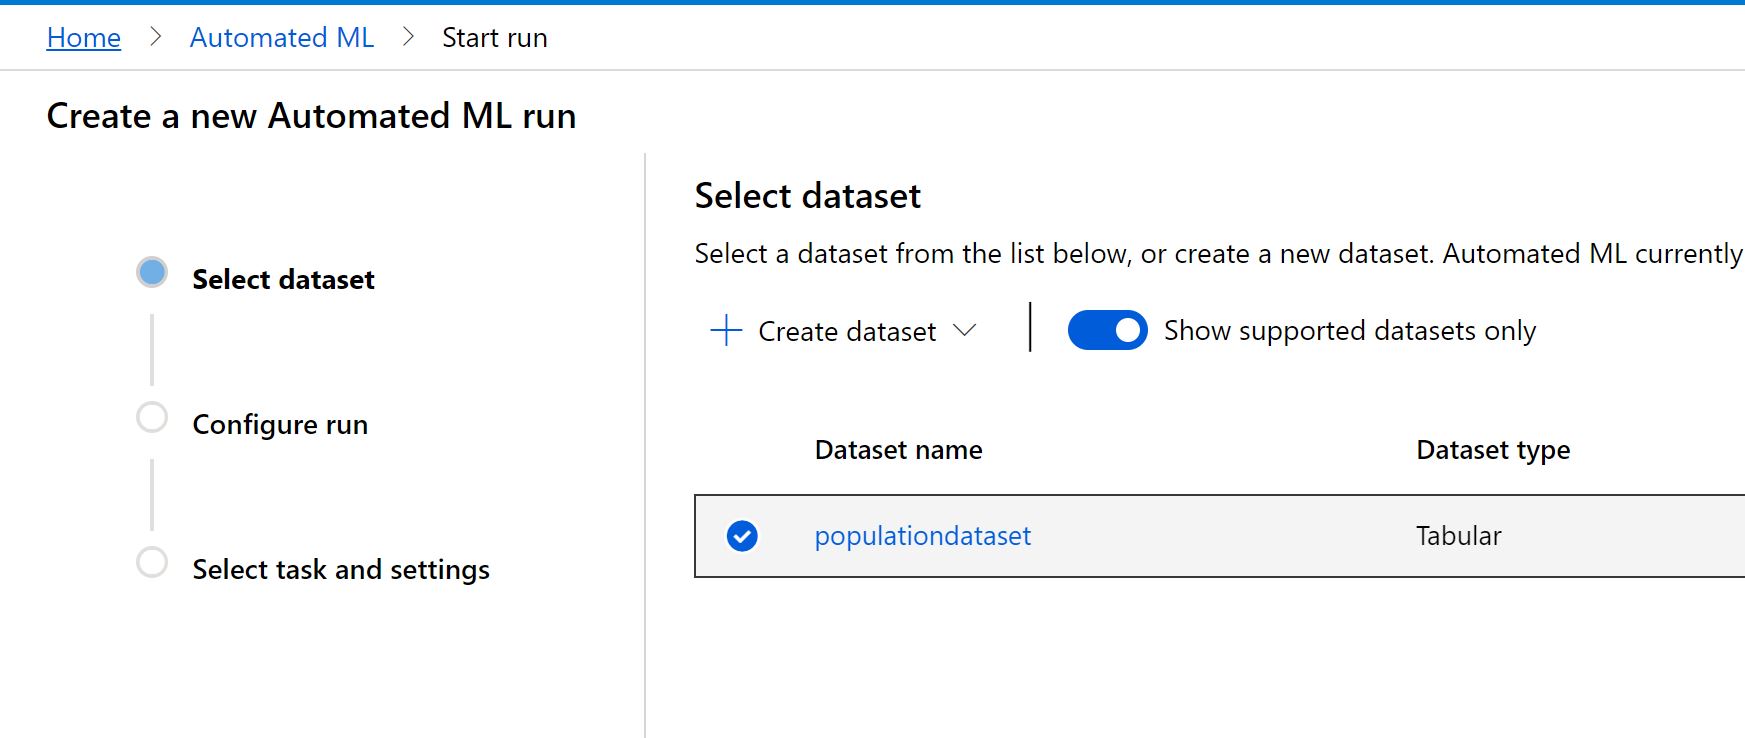 Home > Automated ML > Start run
Create a new Automated ML run
Select dataset
Configure run
Select task and settings
Select dataset
Select a dataset from the list below, or create a new dataset. Automated ML currently
Create dataset
Show supported datasets only
Dataset name Dataset type
populationdataset Tabular